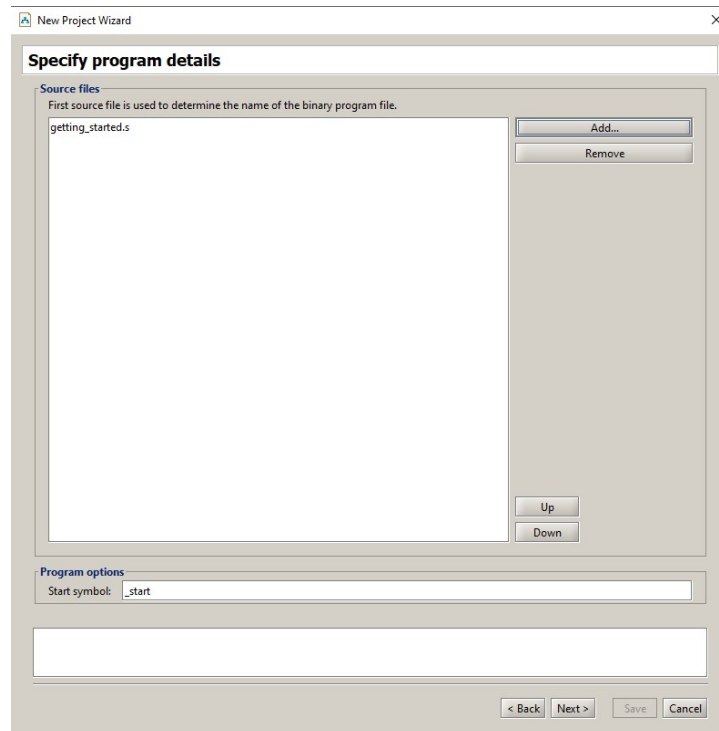 New Project Wizard
Specify program details
Source files
First source file is used to determine the name of the binary program file.
getting_started.s
Add...
Remove
Up
Down
Program options
Start symbol: _start
< Back Next > Save Cancel